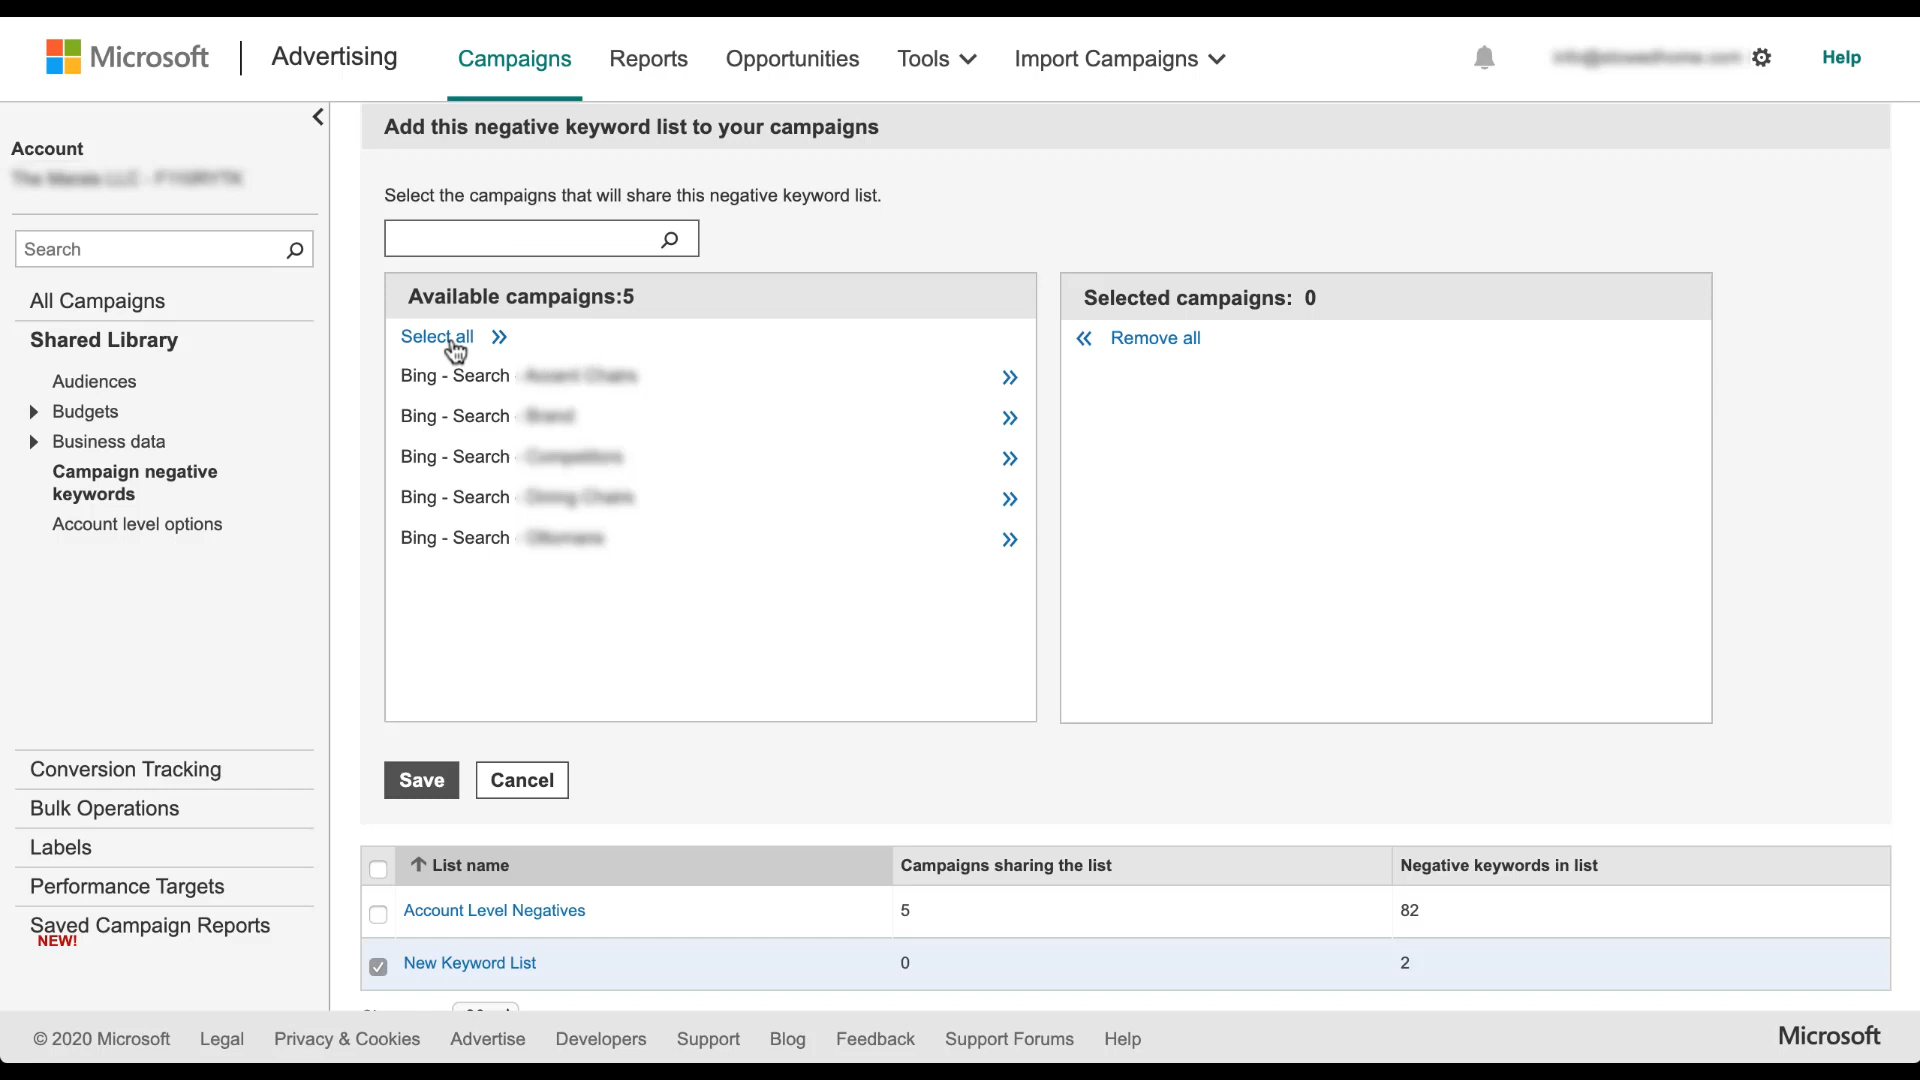 Microsoft | Advertising Campaigns Reports Opportunities Tools Import Campaigns Help
Account
Search
All Campaigns
Shared Library
Audiences
Budgets
Business data
Campaign negative
keywords
Account level options
Conversion Tracking
Bulk Operations
Labels
Performance Targets
Saved Campaign Reports
NEW!
Add this negative keyword list to your campaigns
Select the campaigns that will share this negative keyword list.
Available campaigns:5
Select all »
Bing - Search »
Bing - Search »
Bing - Search »
Bing - Search »
Bing - Search »
Selected campaigns: 0
« Remove all
Save Cancel
↑ List name Campaigns sharing the list Negative keywords in list
Account Level Negatives 5 82
New Keyword List 0 2
© 2020 Microsoft Legal Privacy & Cookies Advertise Developers Support Blog Feedback Support Forums Help Microsoft